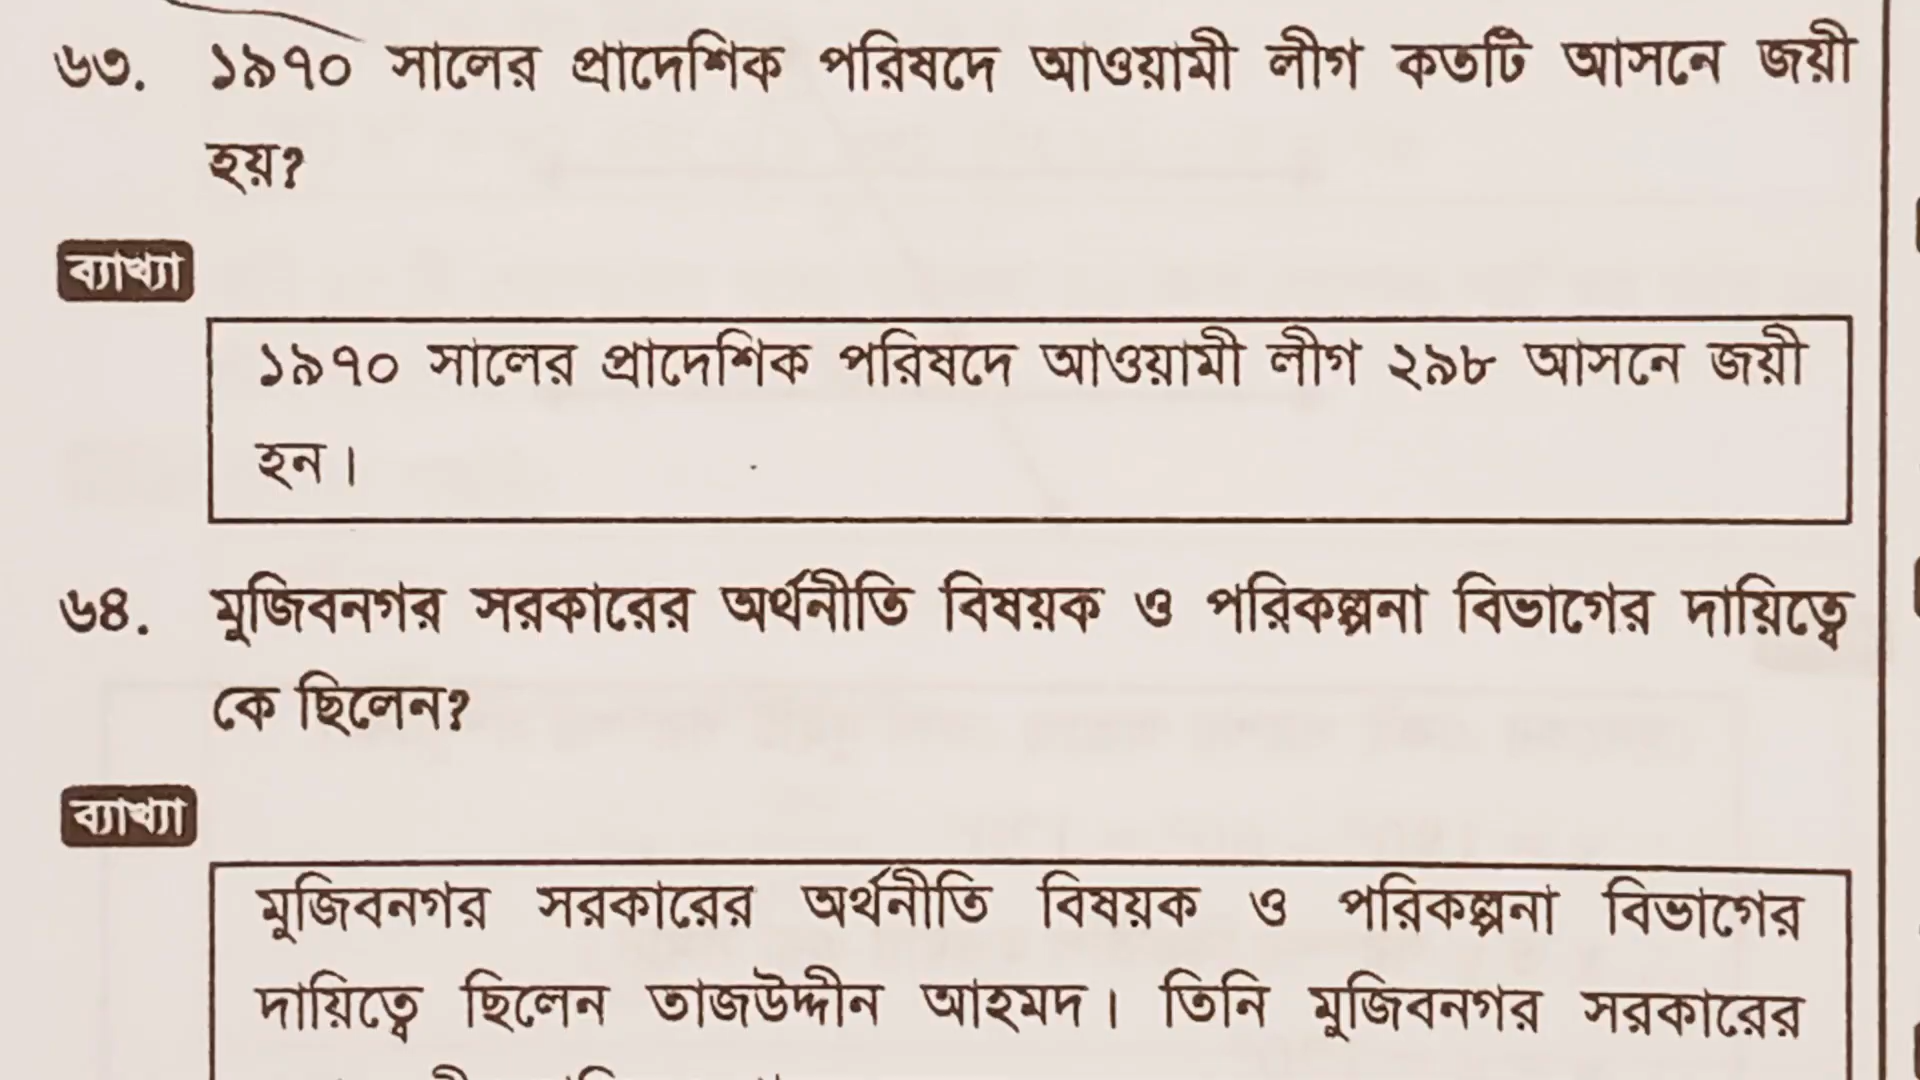 ৬৩. ১৯৭০ সালের প্রাদেশিক পরিষদে আওয়ামী লীগ কতটি আসনে জয়ী
হয়?
ব্যাখ্যা
১৯৭০ সালের প্রাদেশিক পরিষদে আওয়ামী লীগ ২৯৮ আসনে জয়ী
হন।
৬৪. মুজিবনগর সরকারের অর্থনীতি বিষয়ক ও পরিকল্পনা বিভাগের দায়িত্বে
কে ছিলেন?
ব্যাখ্যা
মুজিবনগর সরকারের অর্থনীতি বিষয়ক ও পরিকল্পনা বিভাগের
দায়িত্বে ছিলেন তাজউদ্দীন আহমদ। তিনি মুজিবনগর সরকারের